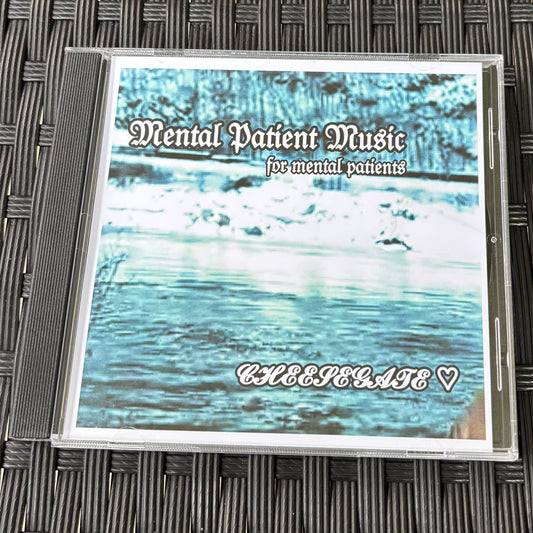 Mental Patient Music
for mental patients
CHEESEGATE ♡